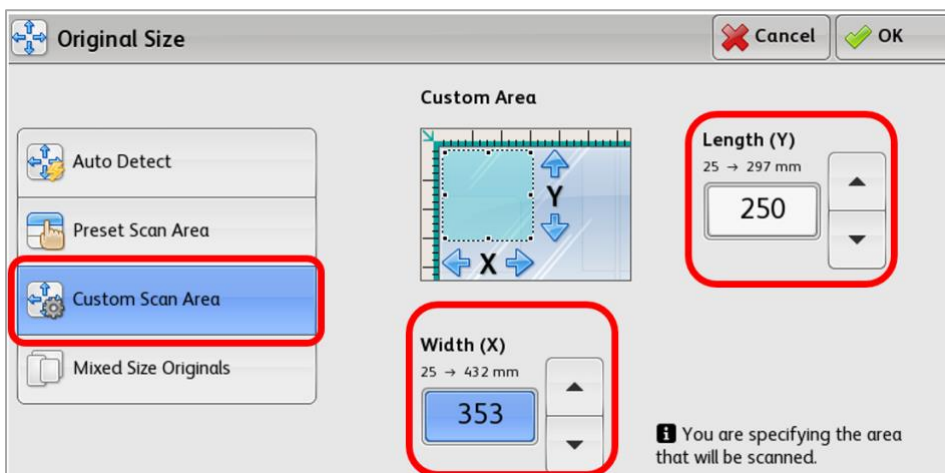 Original Size
Cancel
OK
Custom Area
Auto Detect
Preset Scan Area
Custom Scan Area
Mixed Size Originals
Y
X
Length (Y)
25 → 297 mm
250
Width (X)
25 → 432 mm
353
You are specifying the area
that will be scanned.